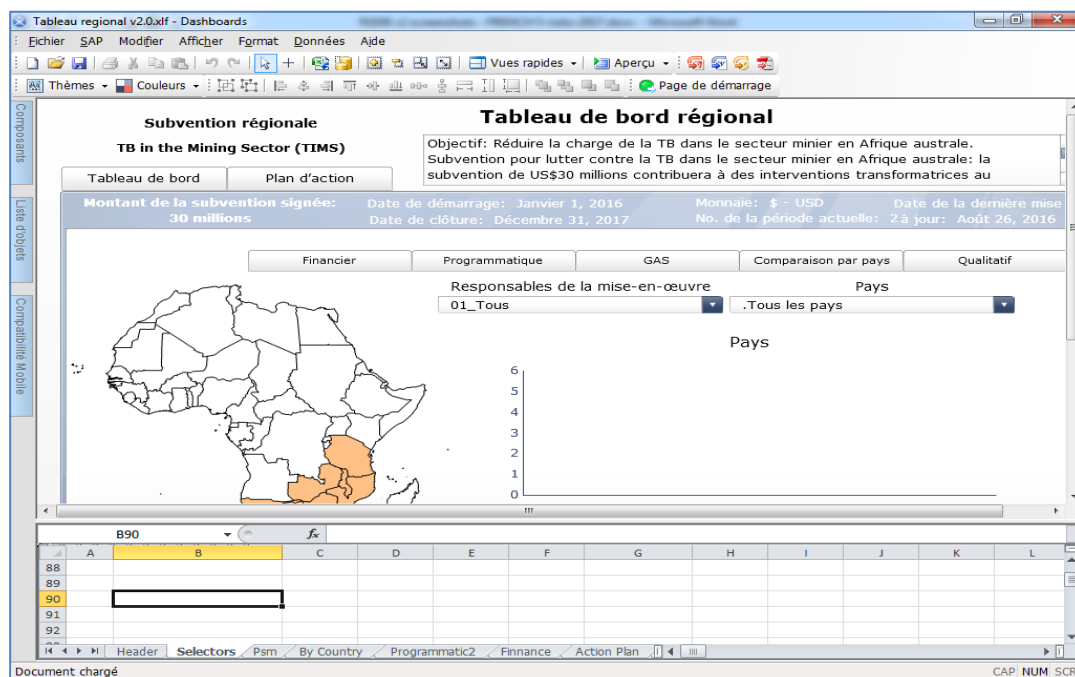 Tableau regional v2.0.xlf - Dashboards
Fichier SAP Modifier Afficher Format Données Ajde
Vues rapides Aperçu
Thèmes Couleurs Page de démarrage
Composants
Liste d'objets
Compatibilité Mobile
Subvention régionale
TB in the Mining Sector (TIMS)
Tableau de bord régional
Objectif: Réduire la charge de la TB dans le secteur minier en Afrique australe.
Subvention pour lutter contre la TB dans le secteur minier en Afrique australe: la
subvention de US$30 millions contribuera à des interventions transformatrices au
Tableau de bord Plan d'action
Montant de la subvention signée:
30 millions
Date de démarrage: Janvier 1, 2016
Date de clôture: Décembre 31, 2017
Monnaie: $ - USD
No. de la période actuelle: 2
Date de la dernière mise
à jour: Août 26, 2016
Financier Programmatique GAS Comparaison par pays Qualitatif
Responsables de la mise-en-œuvre Pays
01_Tous .Tous les pays
Pays
6
5
4
3
2
1
0
B90 fx
A B C D E F G H I J K L
88
89
90
91
92
Header Selectors Psm By Country Programmatic2 Finnance Action Plan
Document chargé CAP NUM SCR